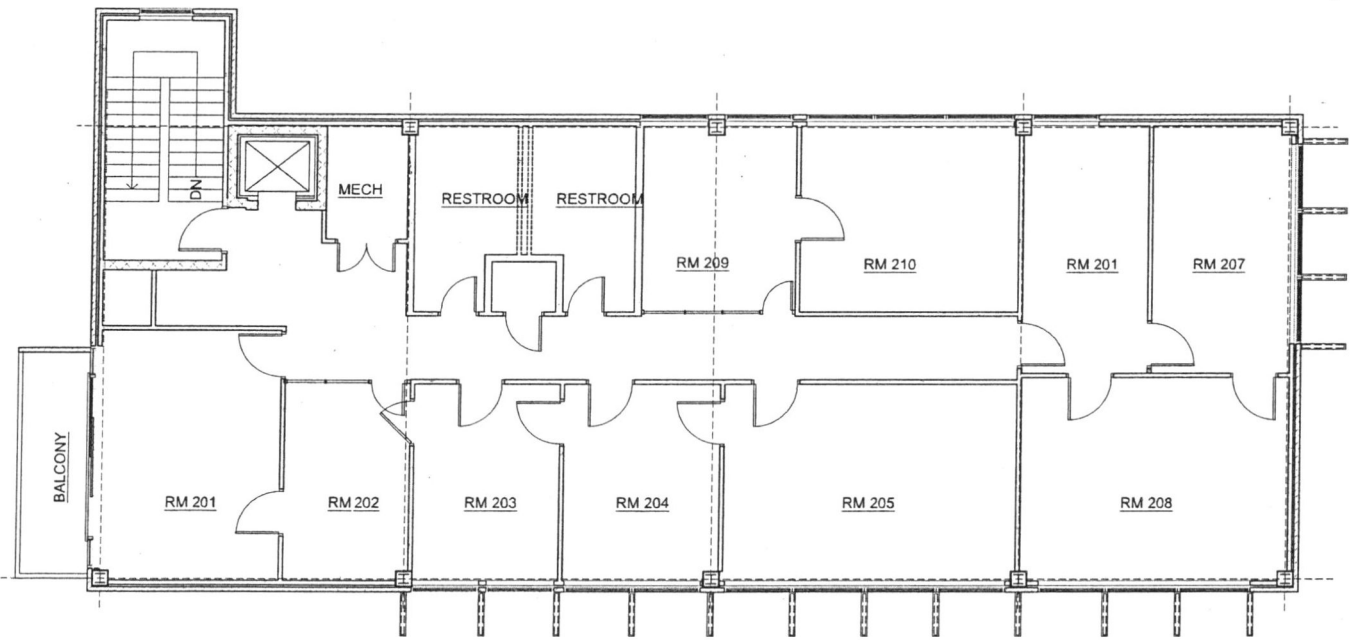 DN
MECH
RESTROOM
RESTROOM
RM 209
RM 210
RM 201
RM 207
BALCONY
RM 201
RM 202
RM 203
RM 204
RM 205
RM 208